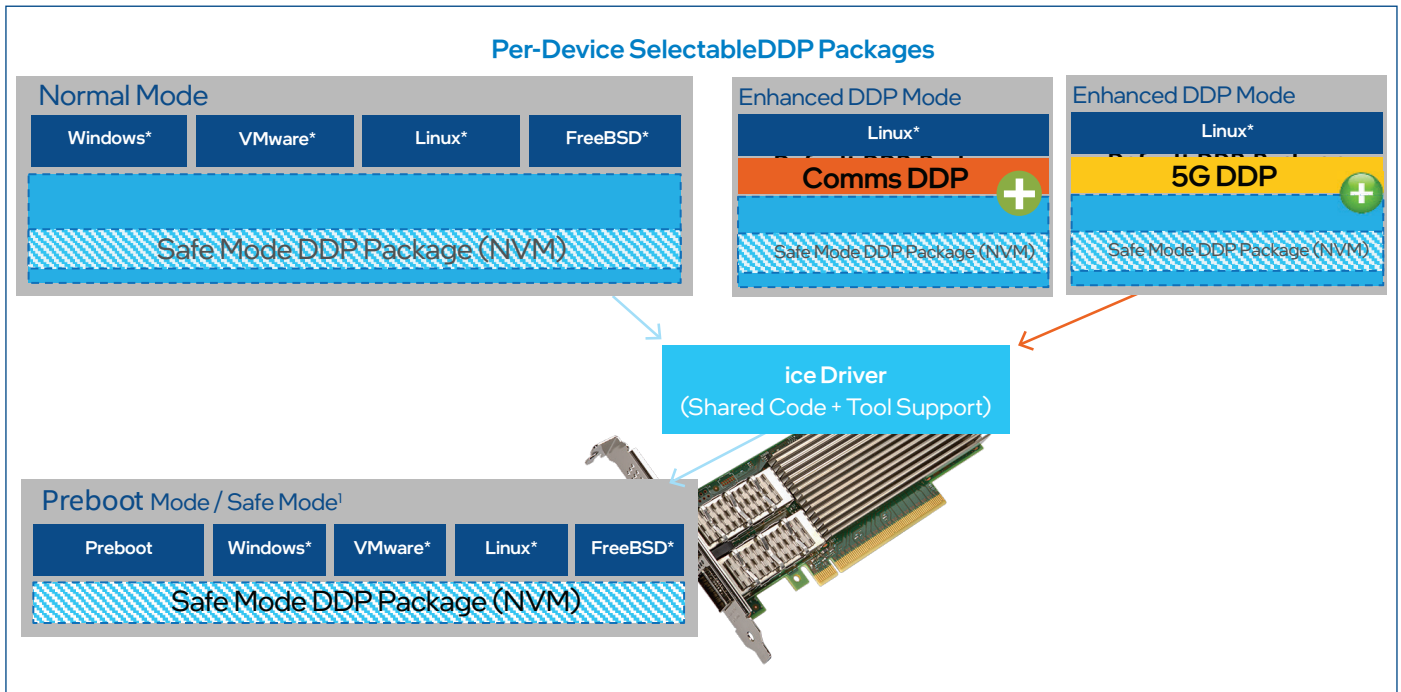 Per-Device SelectableDDP Packages
Normal Mode
Windows*
VMware*
Linux*
FreeBSD*
Safe Mode DDP Package (NVM)
Enhanced DDP Mode
Linux*
Comms DDP
Safe Mode DDP Package (NVM)
Enhanced DDP Mode
Linux*
5G DDP
Safe Mode DDP Package (NVM)
ice Driver
(Shared Code + Tool Support)
Preboot Mode / Safe Mode¹
Preboot
Windows*
VMware*
Linux*
FreeBSD*
Safe Mode DDP Package (NVM)